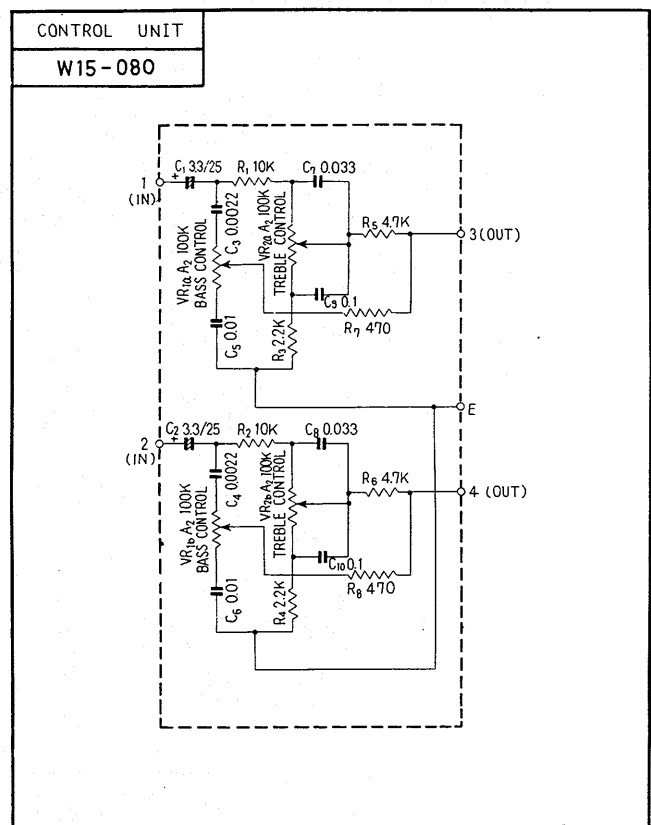 CONTROL UNIT
W15-080
C1 3.3/25
R1 10K
C7 0.033
1
(IN)
C3 0.0022
VR1a A2 100K
BASS CONTROL
VR2a A2 100K
TREBLE CONTROL
R5 4.7K
3(OUT)
C9 0.1
C5 0.01
R3 2.2K
R7 470
E
C2 3.3/25
R2 10K
C8 0.033
2
(IN)
C4 0.0022
VR1b A2 100K
BASS CONTROL
VR2b A2 100K
TREBLE CONTROL
R6 4.7K
4 (OUT)
C10 0.1
C6 0.01
R4 2.2K
R8 470